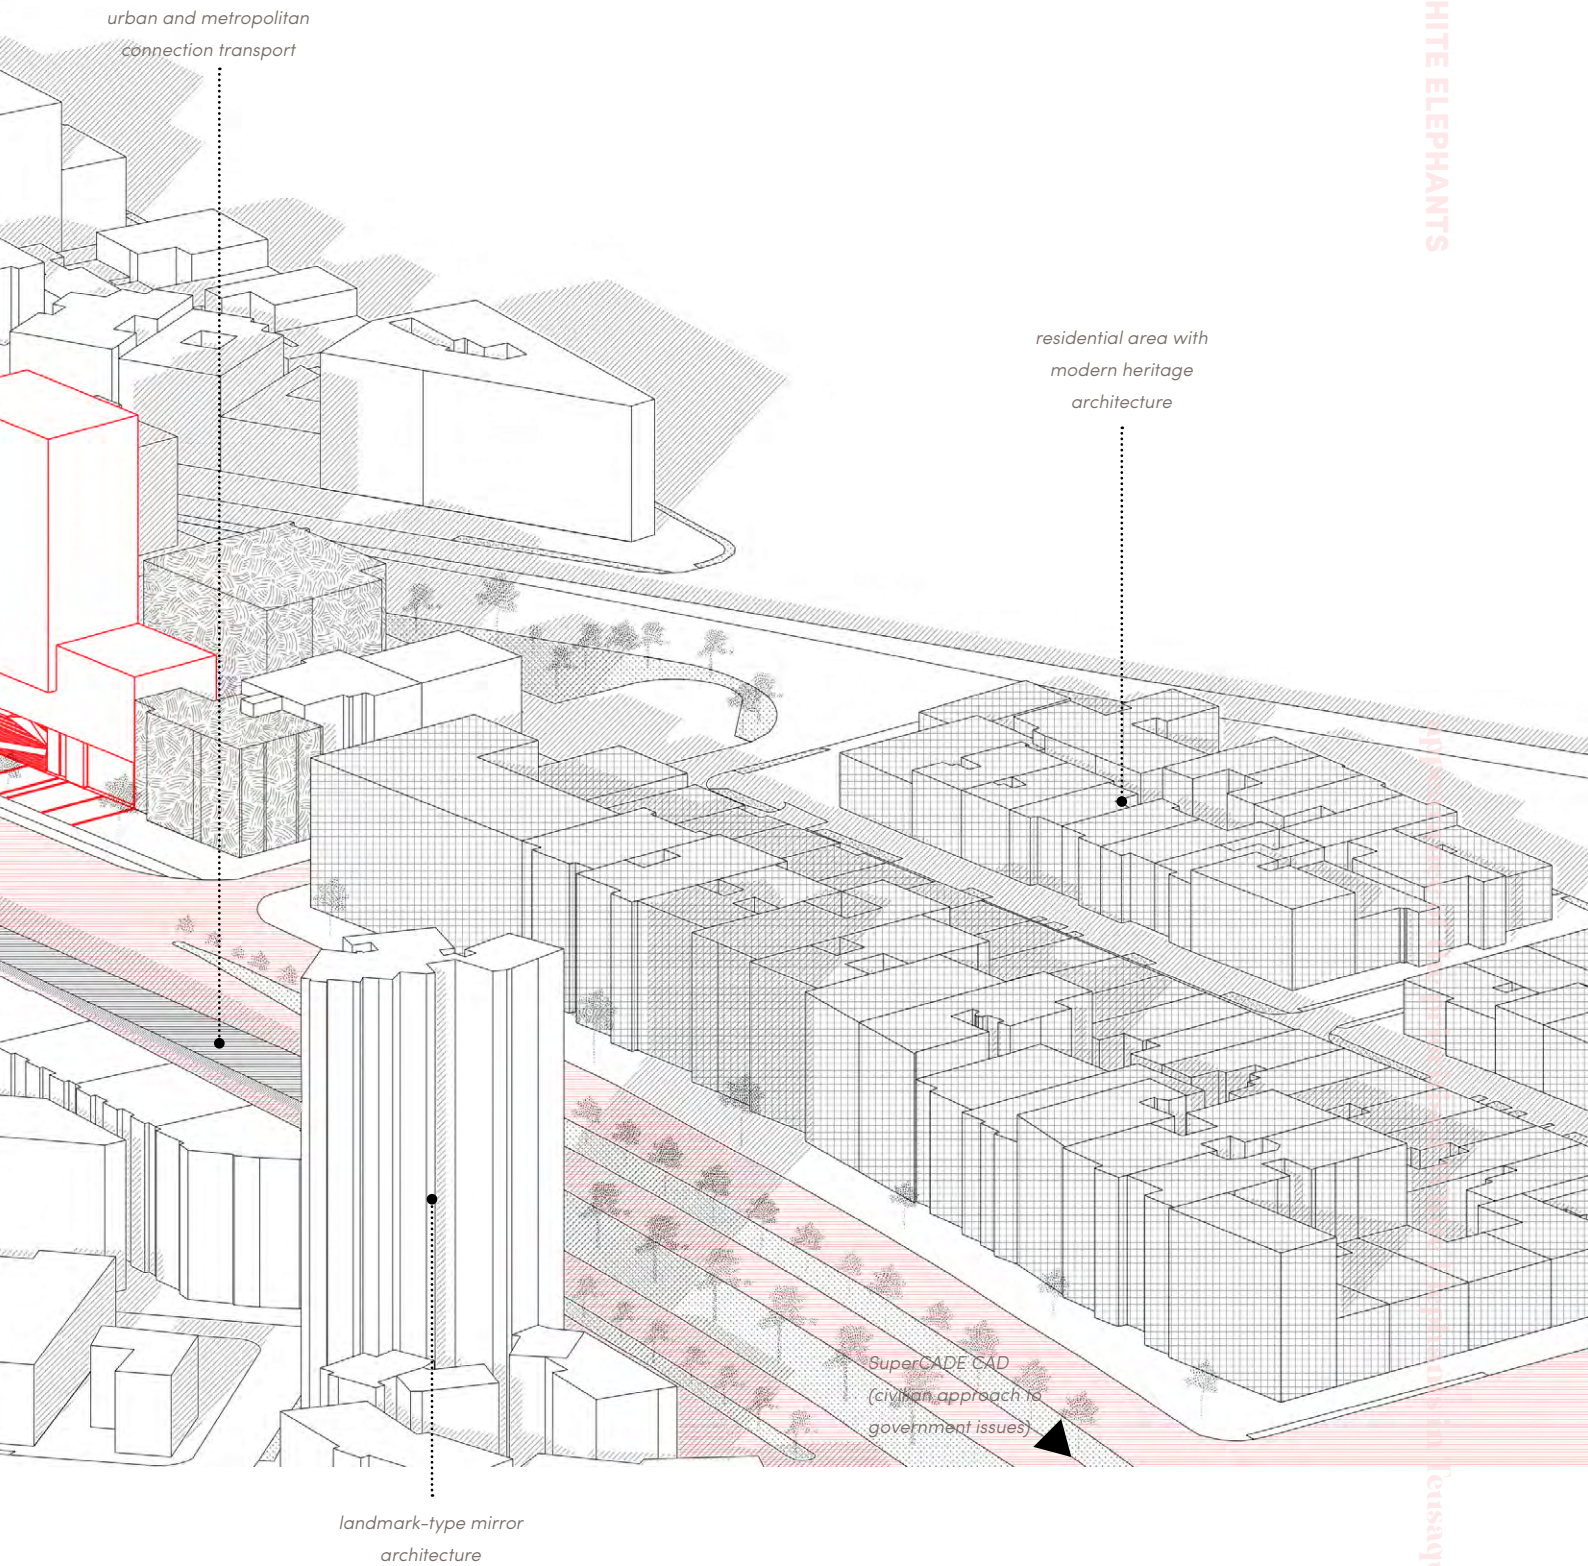 urban and metropolitan
connection transport
HITE ELEPHANTS
residential area with
modern heritage
architecture
SuperCADE CAD
(civilian approach to
government issues)
landmark-type mirror
architecture